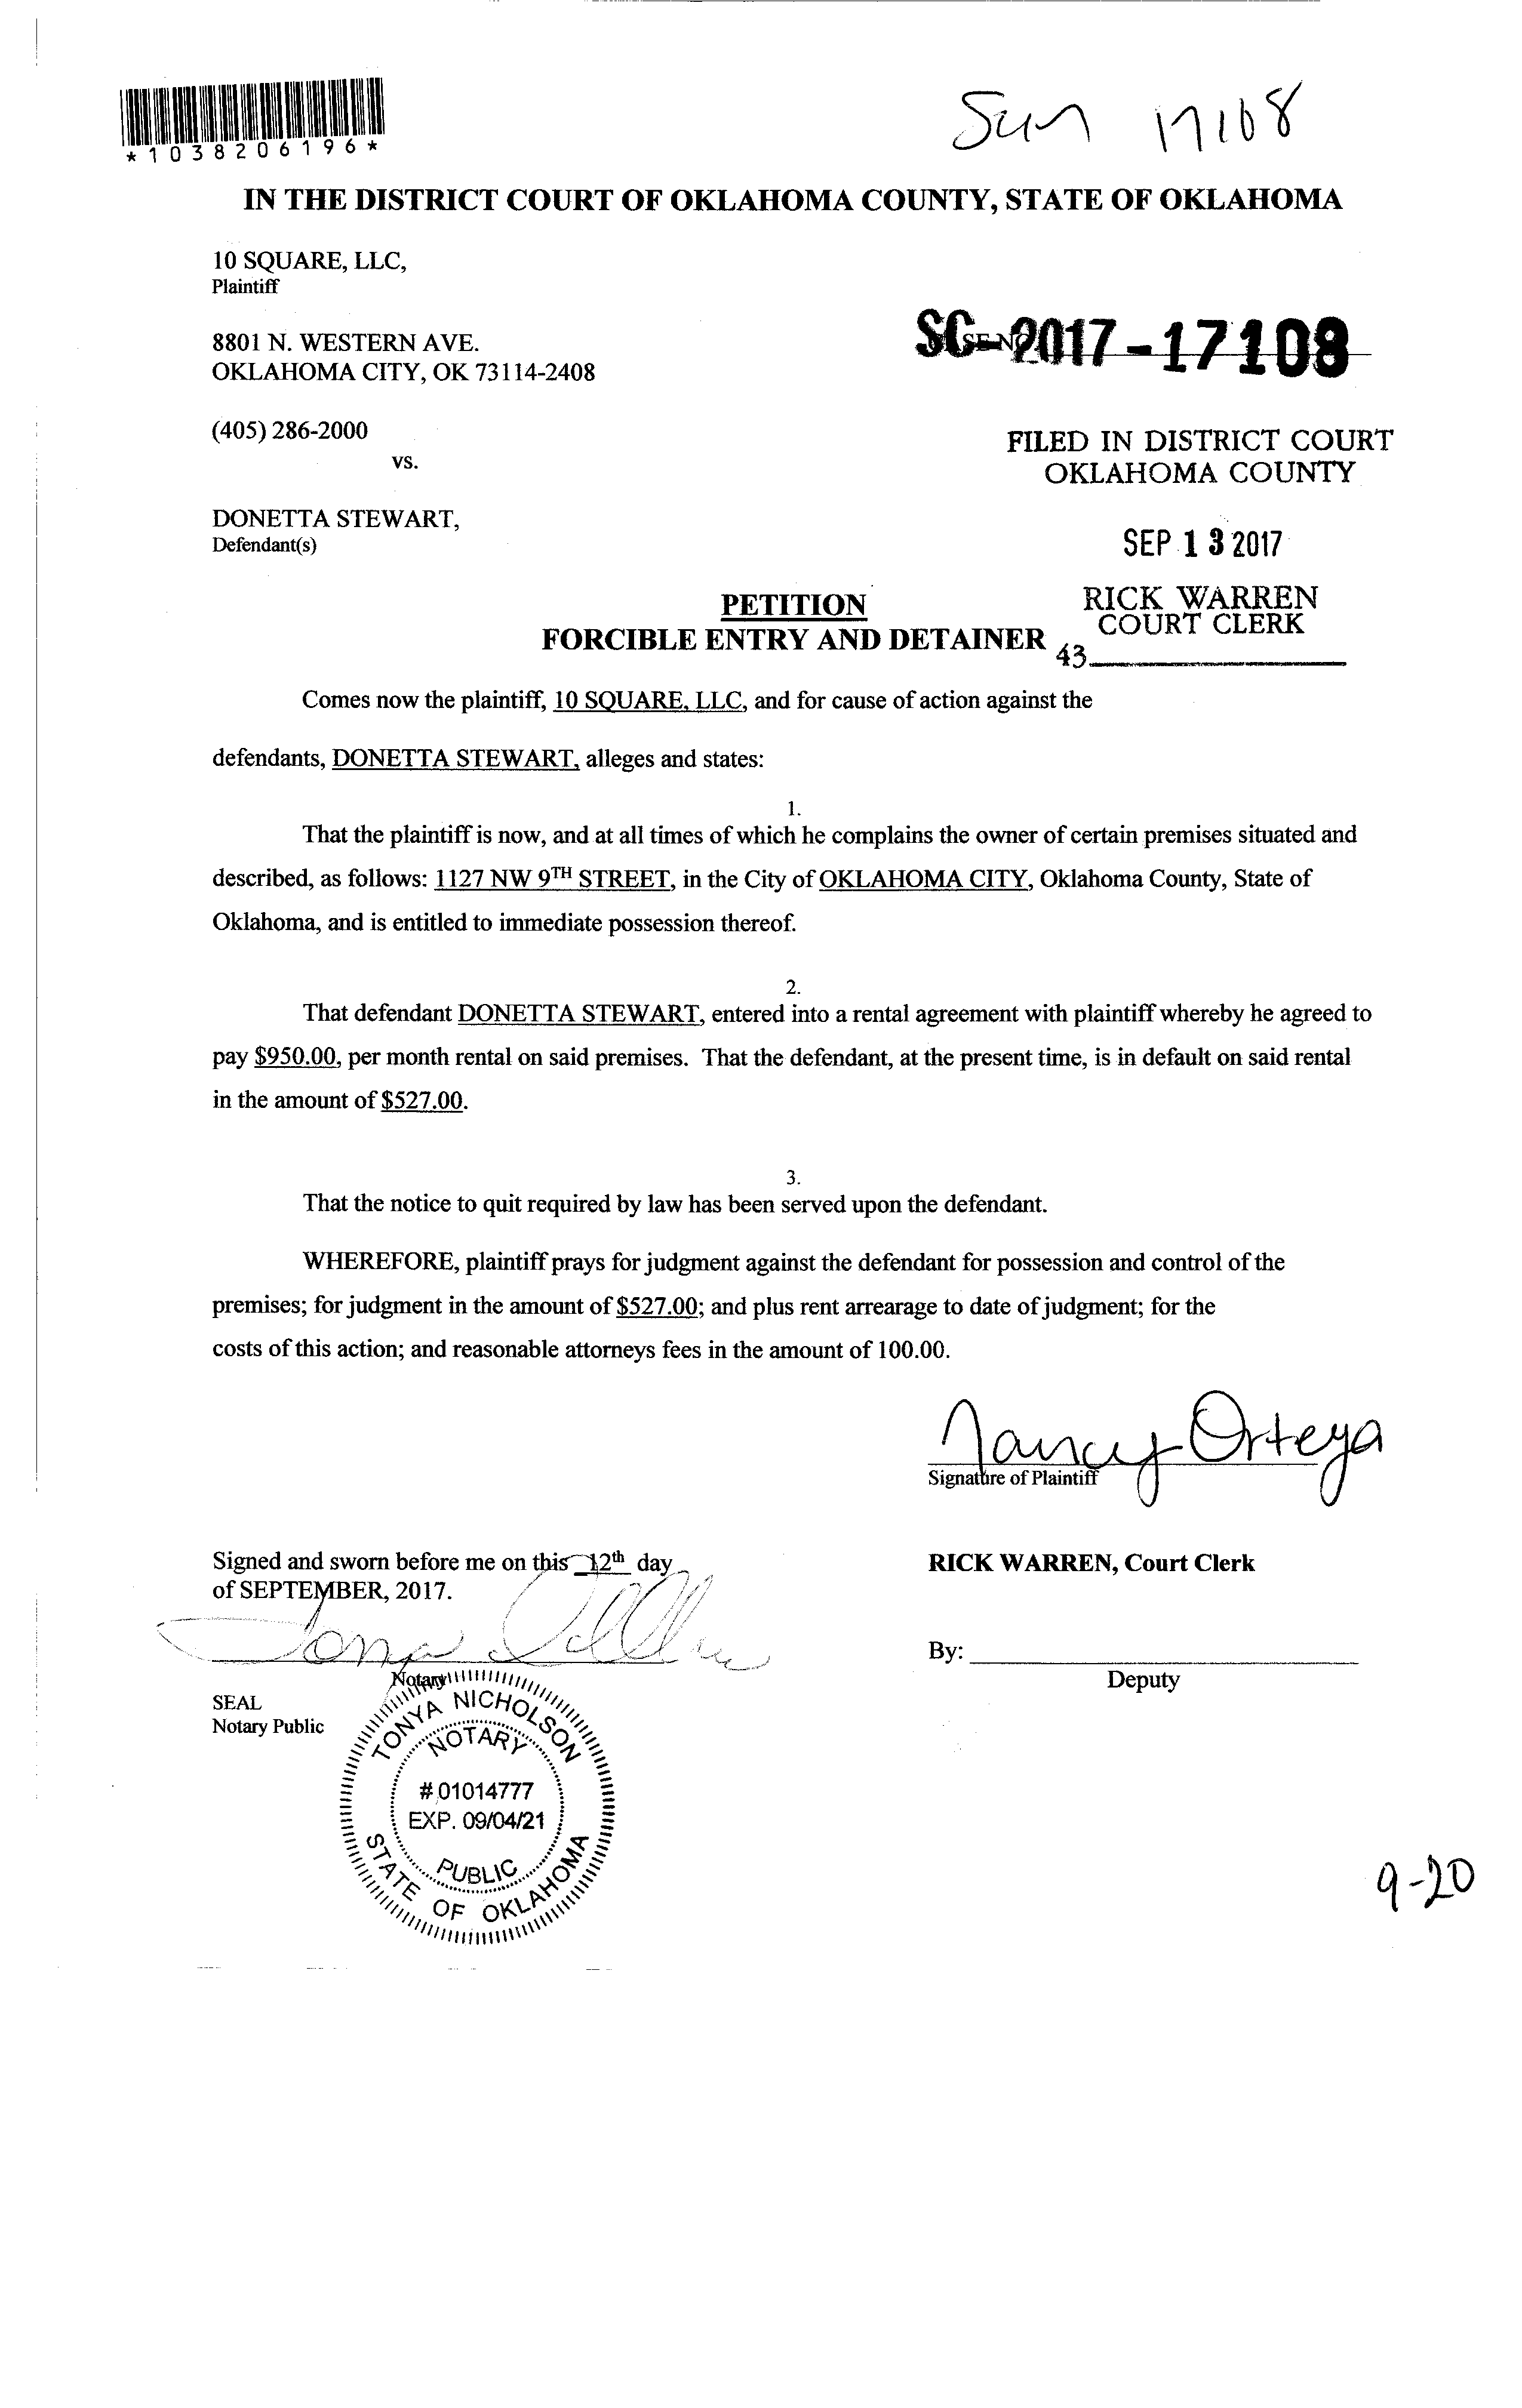 *1038206196*
Sun 17108
IN THE DISTRICT COURT OF OKLAHOMA COUNTY, STATE OF OKLAHOMA
10 SQUARE, LLC,
Plaintiff
8801 N. WESTERN AVE.
OKLAHOMA CITY, OK 73114-2408
SC-2017-17108
(405) 286-2000
vs.
FILED IN DISTRICT COURT
OKLAHOMA COUNTY
DONETTA STEWART,
Defendant(s)
SEP 13 2017
PETITION
FORCIBLE ENTRY AND DETAINER
RICK WARREN
COURT CLERK
43
Comes now the plaintiff, 10 SQUARE, LLC, and for cause of action against the
defendants, DONETTA STEWART, alleges and states:
1.
That the plaintiff is now, and at all times of which he complains the owner of certain premises situated and
described, as follows: 1127 NW 9TH STREET, in the City of OKLAHOMA CITY, Oklahoma County, State of
Oklahoma, and is entitled to immediate possession thereof.
2.
That defendant DONETTA STEWART, entered into a rental agreement with plaintiff whereby he agreed to
pay $950.00, per month rental on said premises.  That the defendant, at the present time, is in default on said rental
in the amount of $527.00.
3.
That the notice to quit required by law has been served upon the defendant.
WHEREFORE, plaintiff prays for judgment against the defendant for possession and control of the
premises; for judgment in the amount of $527.00; and plus rent arrearage to date of judgment; for the
costs of this action; and reasonable attorneys fees in the amount of 100.00.
Nancy Ortega
Signature of Plaintiff
Signed and sworn before me on this 12th day
of SEPTEMBER, 2017.
RICK WARREN, Court Clerk
By:
Deputy
Notary
SEAL
Notary Public
TONYA NICHOLSON
NOTARY
# 01014777
EXP. 09/04/21
PUBLIC
STATE OF OKLAHOMA
9-20